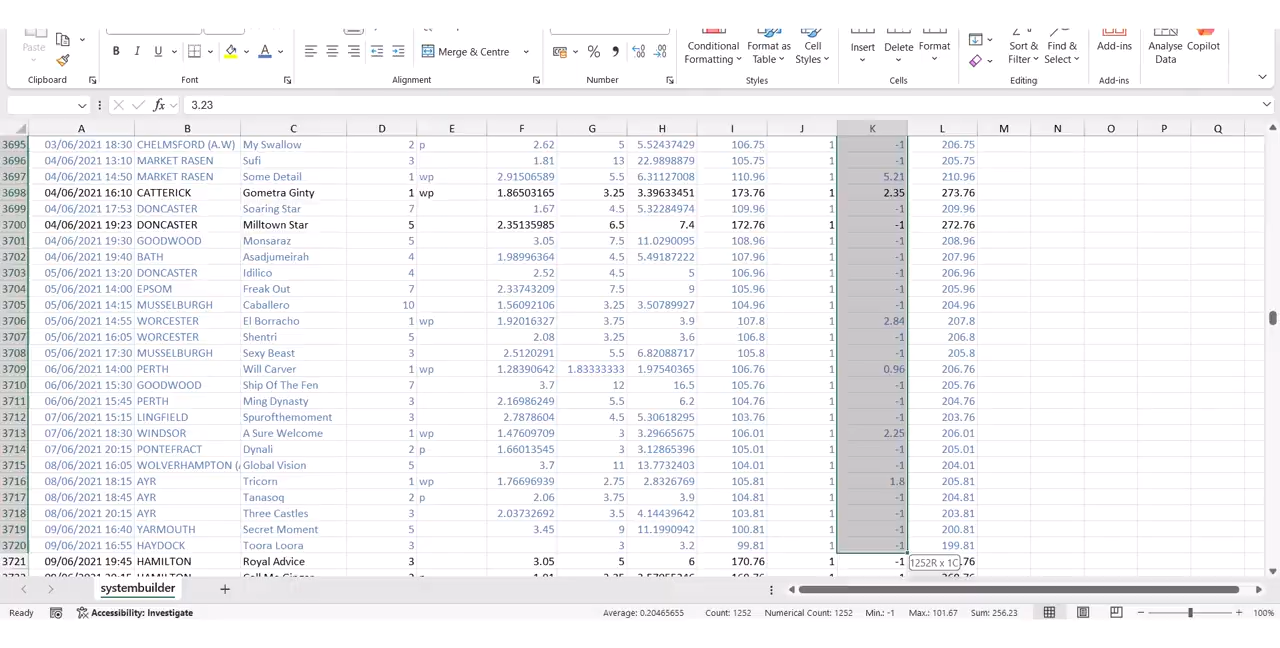 Paste B I U Merge & Centre % Conditional Formatting Format as Table Cell Styles Insert Delete Format Sort & Filter Find & Select Add-ins Analyse Data Copilot
Clipboard Font Alignment Number Styles Cells Editing Add-ins
fx 3.23
A B C D E F G H I J K L M N O P Q
3695 03/06/2021 18:30 CHELMSFORD (A.W) My Swallow 2 p 2.62 5 5.52437429 106.75 1 -1 206.75
3696 04/06/2021 13:10 MARKET RASEN Sufi 3 1.81 13 22.9898879 105.75 1 -1 205.75
3697 04/06/2021 14:50 MARKET RASEN Some Detail 1 wp 2.91506589 5.5 6.31127008 110.96 1 5.21 210.96
3698 04/06/2021 16:10 CATTERICK Gometra Ginty 1 wp 1.86503165 3.25 3.39633451 173.76 1 2.35 273.76
3699 04/06/2021 17:53 DONCASTER Soaring Star 7 1.67 4.5 5.32284974 109.96 1 -1 209.96
3700 04/06/2021 19:23 DONCASTER Milltown Star 5 2.35135985 6.5 7.4 172.76 1 -1 272.76
3701 04/06/2021 19:30 GOODWOOD Monsaraz 5 3.05 7.5 11.0290095 108.96 1 -1 208.96
3702 04/06/2021 19:40 BATH Asadjumeirah 4 1.98996364 4.5 5.49187222 107.96 1 -1 207.96
3703 05/06/2021 13:20 DONCASTER Idilico 4 2.52 4.5 5 106.96 1 -1 206.96
3704 05/06/2021 14:00 EPSOM Freak Out 7 2.33743209 7.5 9 105.96 1 -1 205.96
3705 05/06/2021 14:15 MUSSELBURGH Caballero 10 1.56092106 3.25 3.50789927 104.96 1 -1 204.96
3706 05/06/2021 14:55 WORCESTER El Borracho 1 wp 1.92016327 3.75 3.9 107.8 1 2.84 207.8
3707 05/06/2021 16:05 WORCESTER Shentri 5 2.08 3.25 3.6 106.8 1 -1 206.8
3708 05/06/2021 17:30 MUSSELBURGH Sexy Beast 3 2.5120291 5.5 6.82088717 105.8 1 -1 205.8
3709 06/06/2021 14:00 PERTH Will Carver 1 wp 1.28390642 1.83333333 1.97540365 106.76 1 0.96 206.76
3710 06/06/2021 15:30 GOODWOOD Ship Of The Fen 7 3.7 12 16.5 105.76 1 -1 205.76
3711 06/06/2021 15:45 PERTH Ming Dynasty 3 2.16986249 5.5 6.2 104.76 1 -1 204.76
3712 07/06/2021 15:15 LINGFIELD Spurofthemoment 3 2.7878604 4.5 5.30618295 103.76 1 -1 203.76
3713 07/06/2021 18:30 WINDSOR A Sure Welcome 1 wp 1.47609709 3 3.29665675 106.01 1 2.25 206.01
3714 07/06/2021 20:15 PONTEFRACT Dynali 2 p 1.66013545 3 3.12865396 105.01 1 -1 205.01
3715 08/06/2021 16:05 WOLVERHAMPTON (A Global Vision 5 3.7 11 13.7732403 104.01 1 -1 204.01
3716 08/06/2021 18:15 AYR Tricorn 1 wp 1.76696939 2.75 2.8326769 105.81 1 1.8 205.81
3717 08/06/2021 18:45 AYR Tanasoq 2 p 2.06 3.75 3.9 104.81 1 -1 204.81
3718 08/06/2021 20:15 AYR Three Castles 3 2.03732692 3.5 4.14439642 103.81 1 -1 203.81
3719 09/06/2021 16:40 YARMOUTH Secret Moment 5 3.45 9 11.1990942 100.81 1 -1 200.81
3720 09/06/2021 16:55 HAYDOCK Toora Loora 3 3 3.2 99.81 1 -1 199.81
3721 09/06/2021 19:45 HAMILTON Royal Advice 3 3.05 5 6 170.76 1 -1 1252R x 1C .76
systembuilder +
Ready Accessibility: Investigate Average: 0.20465655 Count: 1252 Numerical Count: 1252 Min.: -1 Max.: 101.67 Sum: 256.23 100%